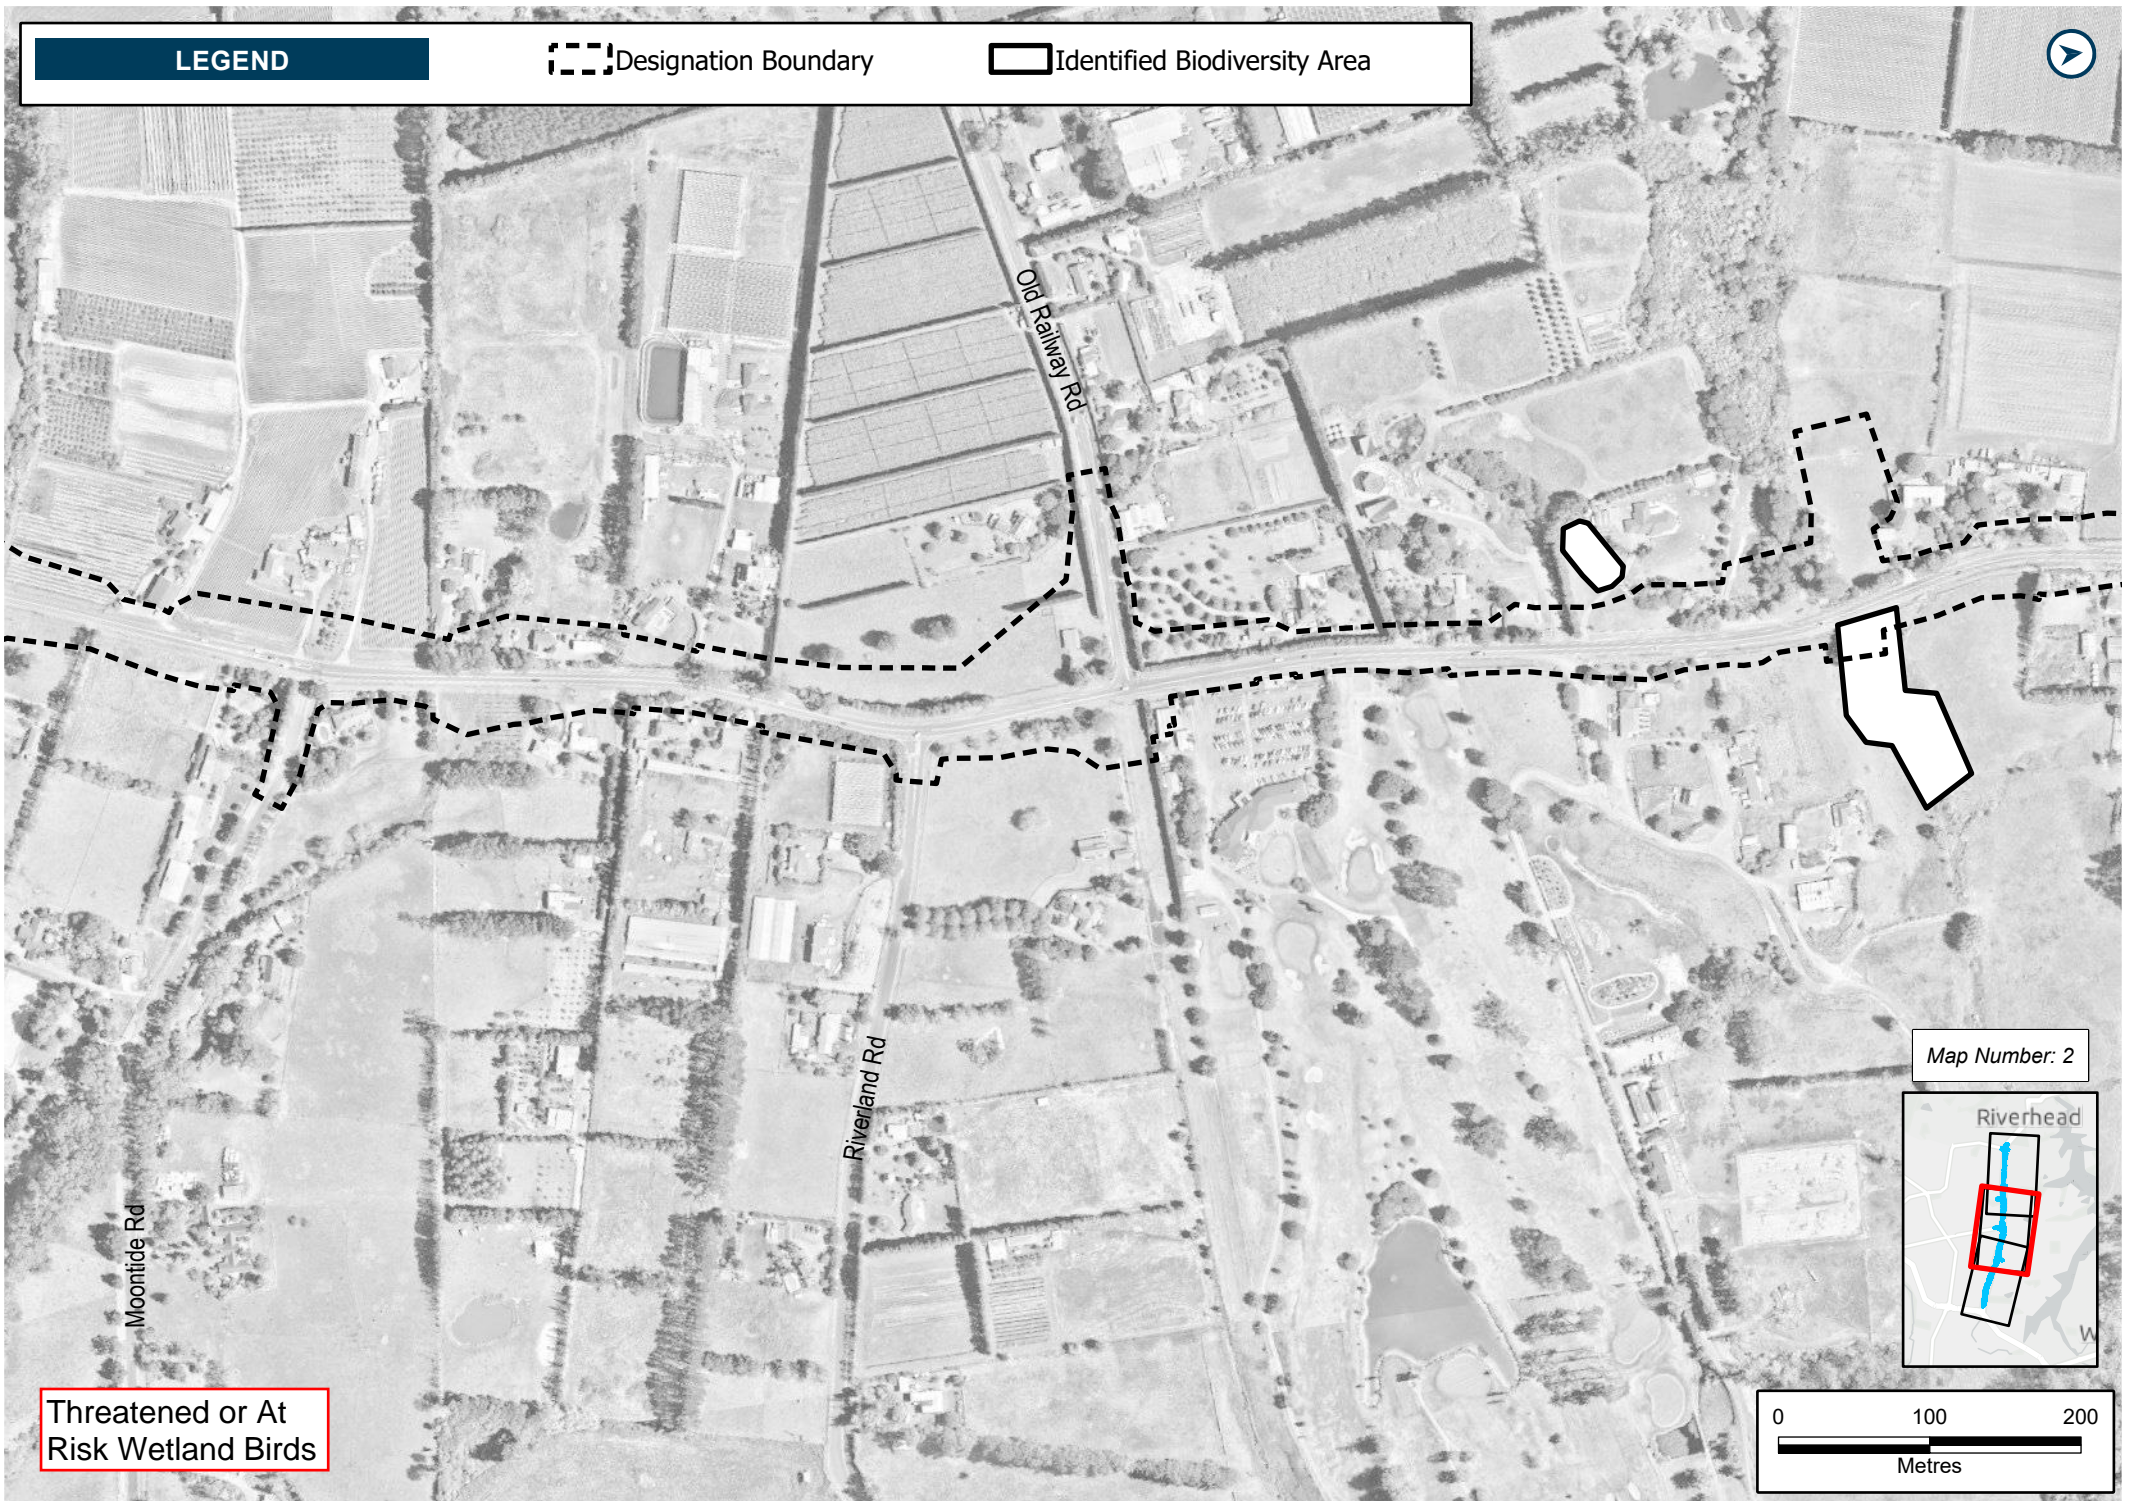 LEGEND
Designation Boundary
Identified Biodiversity Area
Old Railway Rd
Riverland Rd
Moontide Rd
Map Number: 2
Riverhead
W
Threatened or At
Risk Wetland Birds
0 100 200
Metres